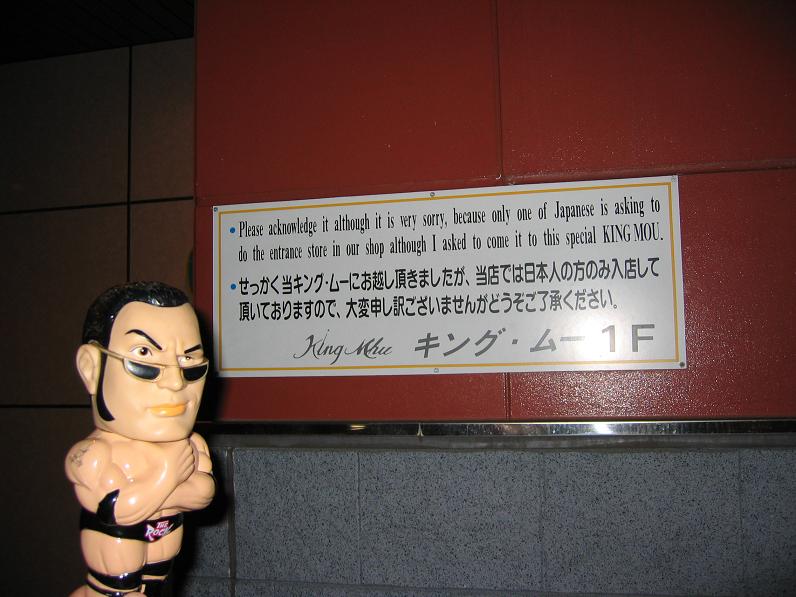 • Please acknowledge it although it is very sorry, because only one of Japanese is asking to
do the entrance store in our shop although I asked to come it to this special KING MOU.
• せっかく当キング・ムーにお越し頂きましたが、当店では日本人の方のみ入店して
頂いておりますので、大変申し訳ございませんがどうぞご了承ください。
King Mhu キング・ムー 1F
THE
ROCK